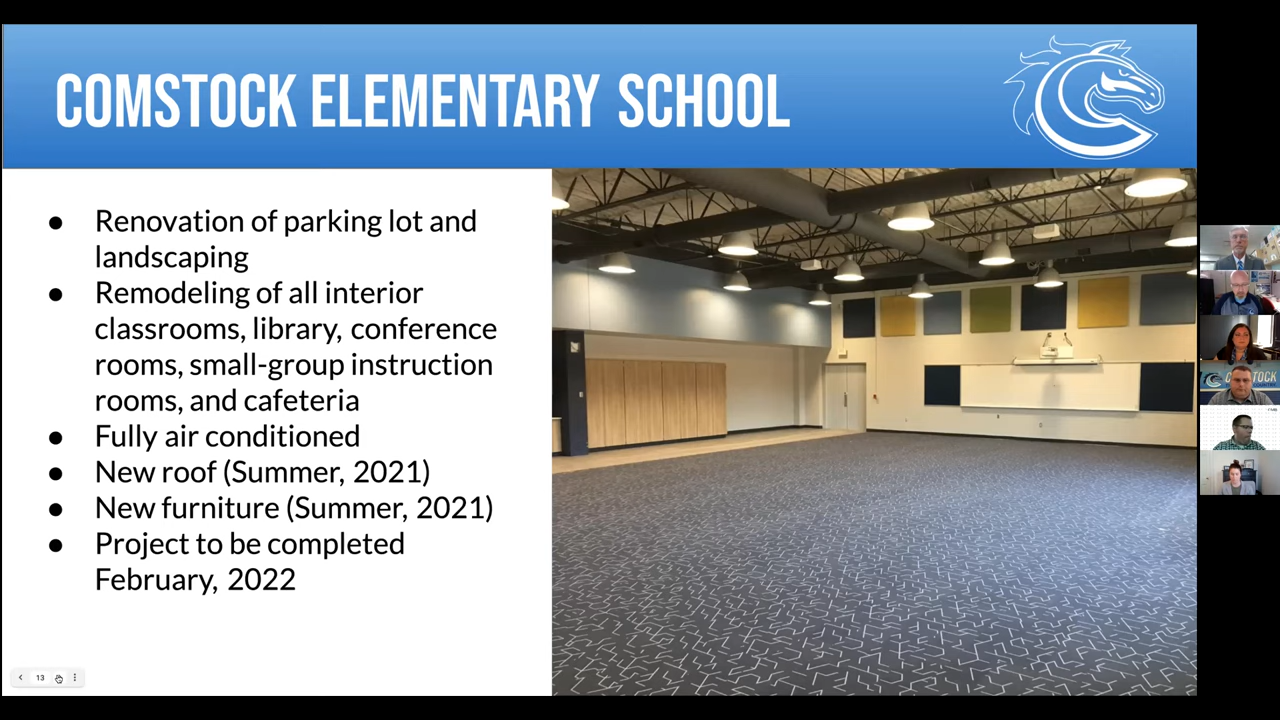 COMSTOCK ELEMENTARY SCHOOL
● Renovation of parking lot and
landscaping
● Remodeling of all interior
classrooms, library, conference
rooms, small-group instruction
rooms, and cafeteria
● Fully air conditioned
● New roof (Summer, 2021)
● New furniture (Summer, 2021)
● Project to be completed
February, 2022
13